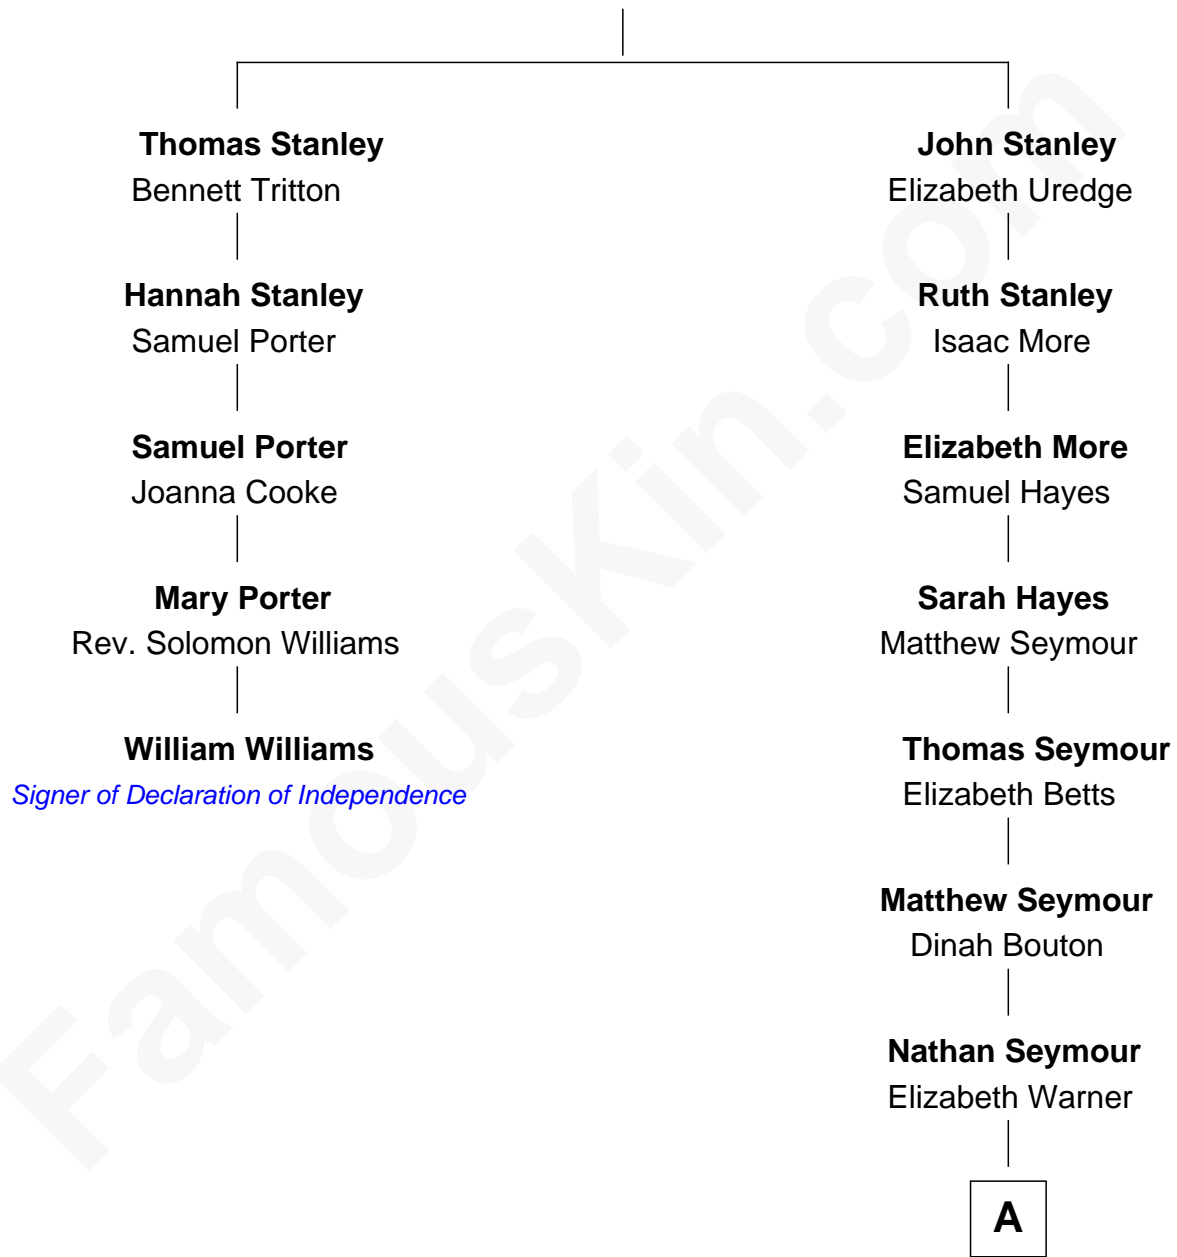 Thomas Stanley
Bennett Tritton
Hannah Stanley
Samuel Porter
Samuel Porter
Joanna Cooke
Mary Porter
Rev. Solomon Williams
William Williams
Signer of Declaration of Independence
John Stanley
Elizabeth Uredge
Ruth Stanley
Isaac More
Elizabeth More
Samuel Hayes
Sarah Hayes
Matthew Seymour
Thomas Seymour
Elizabeth Betts
Matthew Seymour
Dinah Bouton
Nathan Seymour
Elizabeth Warner
A
FamousKin.com